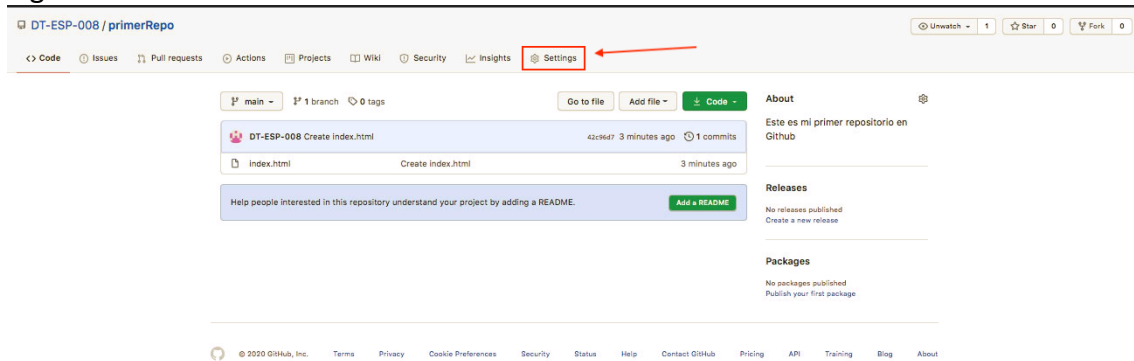 DT-ESP-008 / primerRepo
Unwatch 1 Star 0 Fork 0
Code Issues Pull requests Actions Projects Wiki Security Insights Settings
main 1 branch 0 tags Go to file Add file Code
DT-ESP-008 Create index.html 42c96d7 3 minutes ago 1 commits
index.html Create index.html 3 minutes ago
Help people interested in this repository understand your project by adding a README. Add a README
About
Este es mi primer repositorio en
Github
Releases
No releases published
Create a new release
Packages
No packages published
Publish your first package
© 2020 GitHub, Inc. Terms Privacy Cookie Preferences Security Status Help Contact GitHub Pricing API Training Blog About